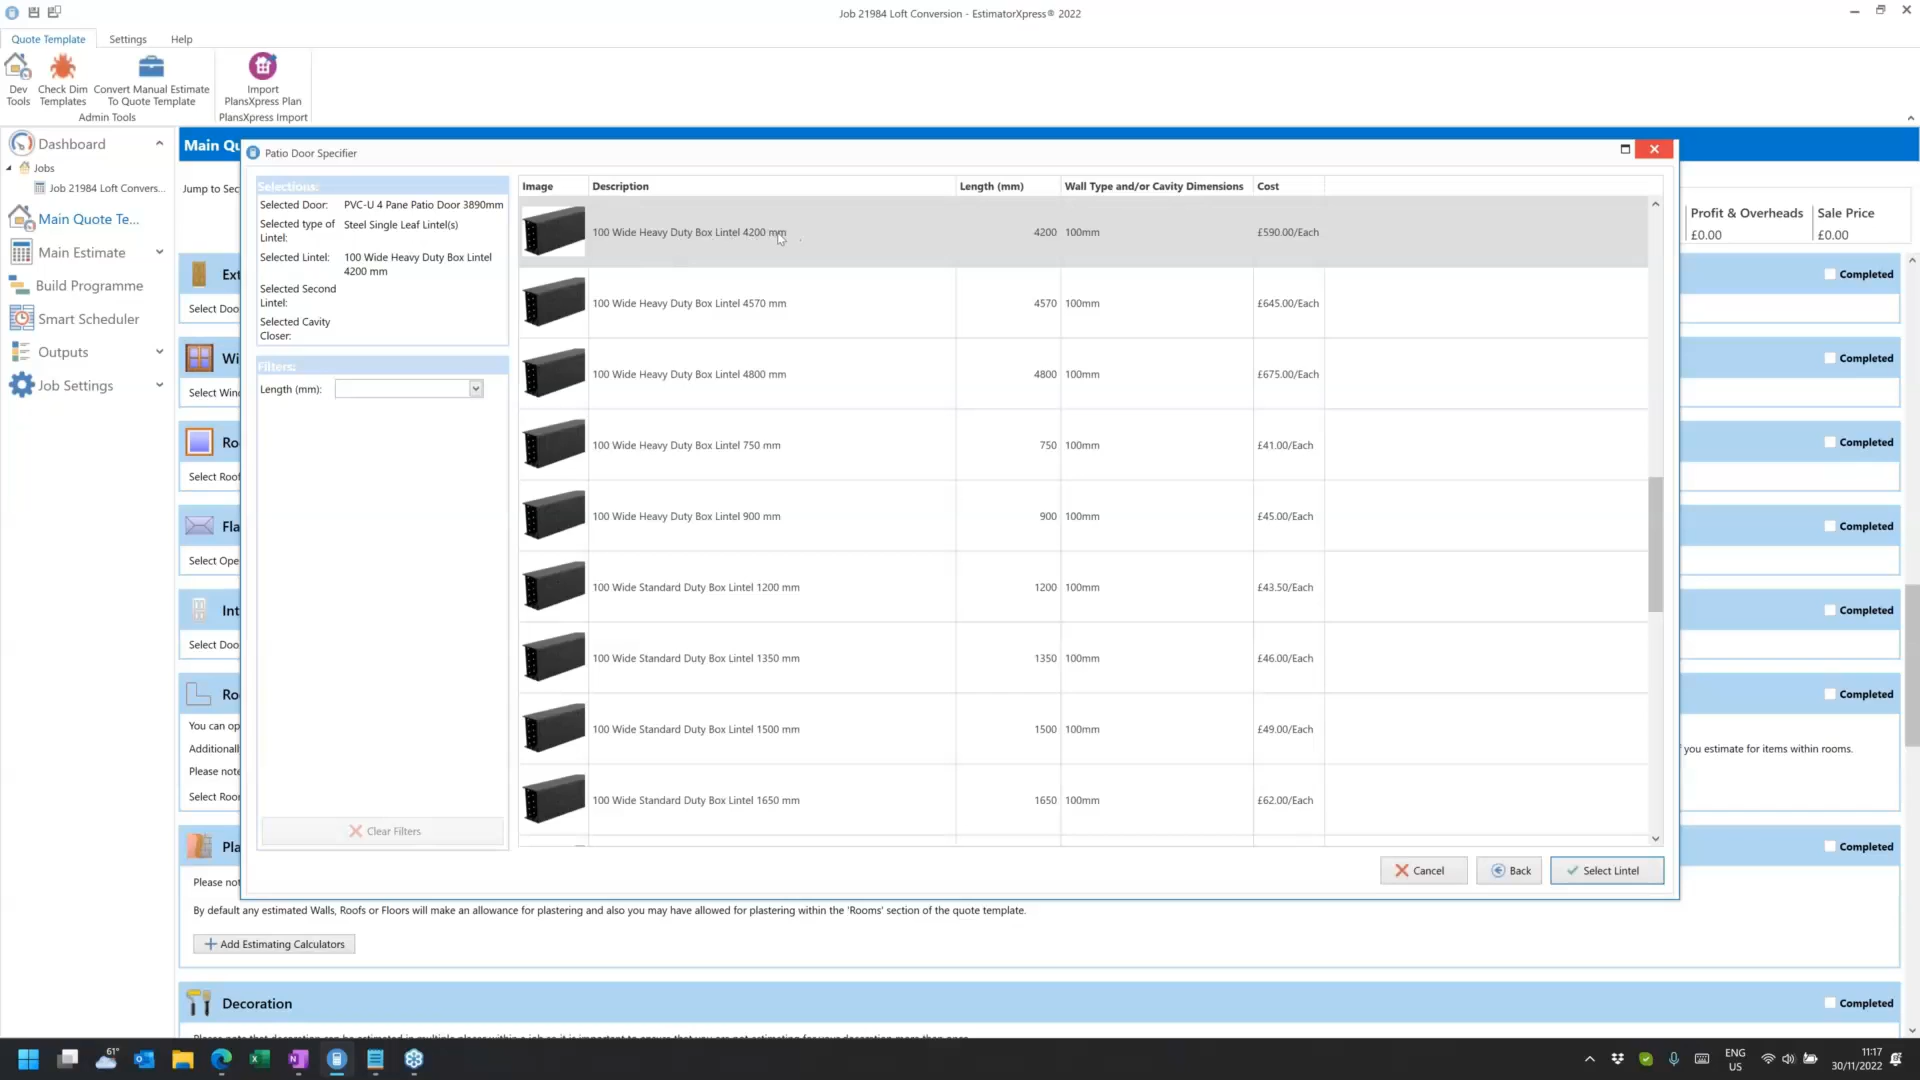 Job 21984 Loft Conversion - EstimatorXpress® 2022
Quote Template
Settings
Help
Dev Tools
Check Dim Templates
Convert Manual Estimate To Quote Template
Import PlansXpress Plan
Admin Tools
PlansXpress Import
Dashboard
Jobs
Job 21984 Loft Convers...
Main Quote Te...
Main Estimate
Build Programme
Smart Scheduler
Outputs
Job Settings
Main Qu
Jump to Sec
Profit & Overheads
Sale Price
£0.00
£0.00
Ext
Completed
Select Doo
Wi
Completed
Select Wind
Ro
Completed
Select Roof
Fla
Completed
Select Ope
Int
Completed
Select Doo
Ro
Completed
You can op
Additionall
you estimate for items within rooms.
Please note
Select Roor
Pla
Completed
Please not
By default any estimated Walls, Roofs or Floors will make an allowance for plastering and also you may have allowed for plastering within the 'Rooms' section of the quote template.
Add Estimating Calculators
Decoration
Completed
Patio Door Specifier
Selections:
Selected Door: PVC-U 4 Pane Patio Door 3890mm
Selected type of Lintel: Steel Single Leaf Lintel(s)
Selected Lintel: 100 Wide Heavy Duty Box Lintel 4200 mm
Selected Second Lintel:
Selected Cavity Closer:
Filters:
Length (mm):
Clear Filters
Image Description Length (mm) Wall Type and/or Cavity Dimensions Cost
100 Wide Heavy Duty Box Lintel 4200 mm 4200 100mm £590.00/Each
100 Wide Heavy Duty Box Lintel 4570 mm 4570 100mm £645.00/Each
100 Wide Heavy Duty Box Lintel 4800 mm 4800 100mm £675.00/Each
100 Wide Heavy Duty Box Lintel 750 mm 750 100mm £41.00/Each
100 Wide Heavy Duty Box Lintel 900 mm 900 100mm £45.00/Each
100 Wide Standard Duty Box Lintel 1200 mm 1200 100mm £43.50/Each
100 Wide Standard Duty Box Lintel 1350 mm 1350 100mm £46.00/Each
100 Wide Standard Duty Box Lintel 1500 mm 1500 100mm £49.00/Each
100 Wide Standard Duty Box Lintel 1650 mm 1650 100mm £62.00/Each
Cancel
Back
Select Lintel
61°
ENG US
11:17
30/11/2022